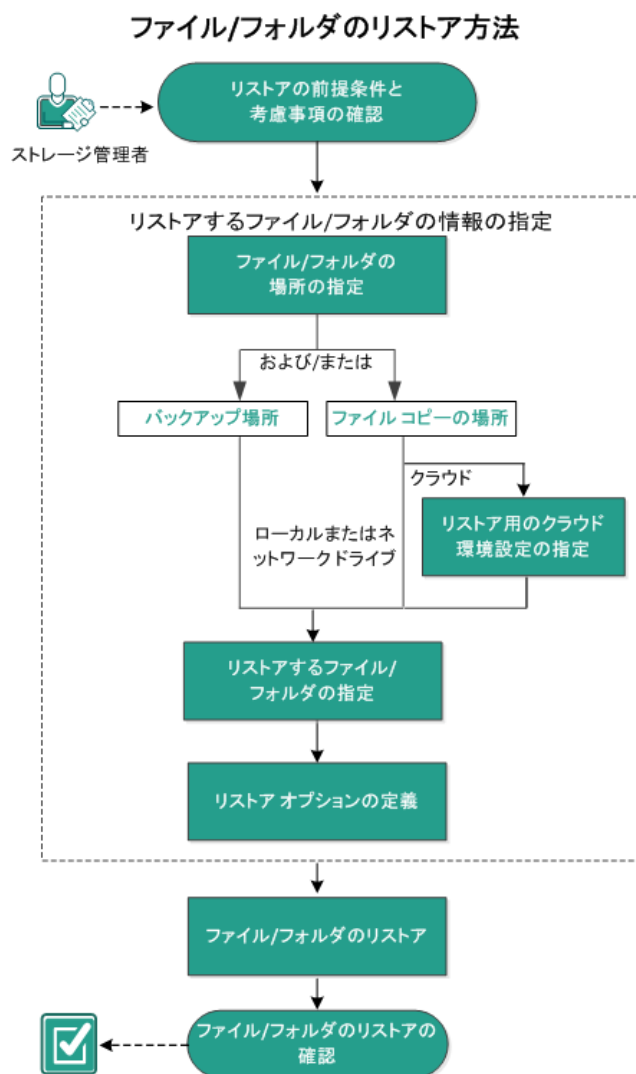 ファイル/フォルダのリストア方法
リストアの前提条件と
考慮事項の確認
ストレージ管理者
リストアするファイル/フォルダの情報の指定
ファイル/フォルダの
場所の指定
および/または
バックアップ場所
ファイル コピーの場所
クラウド
ローカルまたはネ
ットワークドライブ
リストア用のクラウド
環境設定の指定
リストアするファイル/
フォルダの指定
リストア オプションの定義
ファイル/フォルダのリストア
ファイル/フォルダのリストアの
確認